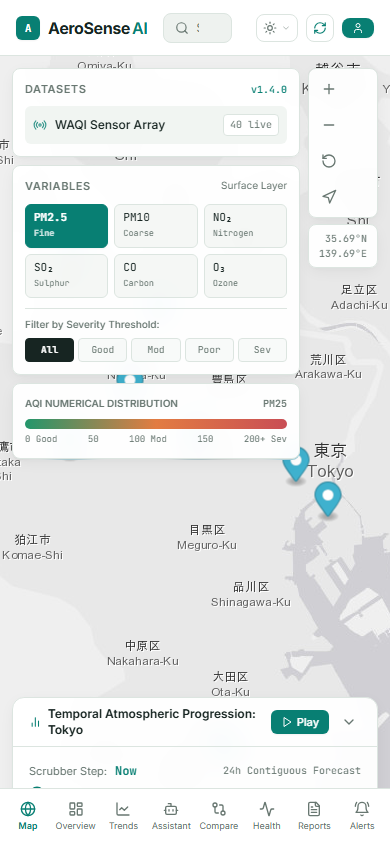 A AeroSense AI
Omiya-Ku
越谷市
DATASETS v1.4.0
WAQI Sensor Array 40 live
Shi
VARIABLES Surface Layer
PM2.5 PM10 NO₂
Fine Coarse Nitrogen
SO₂ CO O₃
Sulphur Carbon Ozone
Filter by Severity Threshold:
All Good Mod Poor Sev
Shi
35.69°N
139.69°E
足立区
Adachi-Ku
荒川区
Arakawa-Ku
豊島区
AQI NUMERICAL DISTRIBUTION PM25
0 Good 50 100 Mod 150 200+ Sev
東京
Tokyo
目黒区
Meguro-Ku
狛江市
Komae-Shi
品川区
Shinagawa-Ku
中原区
Nakahara-Ku
大田区
Ota-Ku
Temporal Atmospheric Progression:
Tokyo
Play
Scrubber Step: Now 24h Contiguous Forecast
Map Overview Trends Assistant Compare Health Reports Alerts